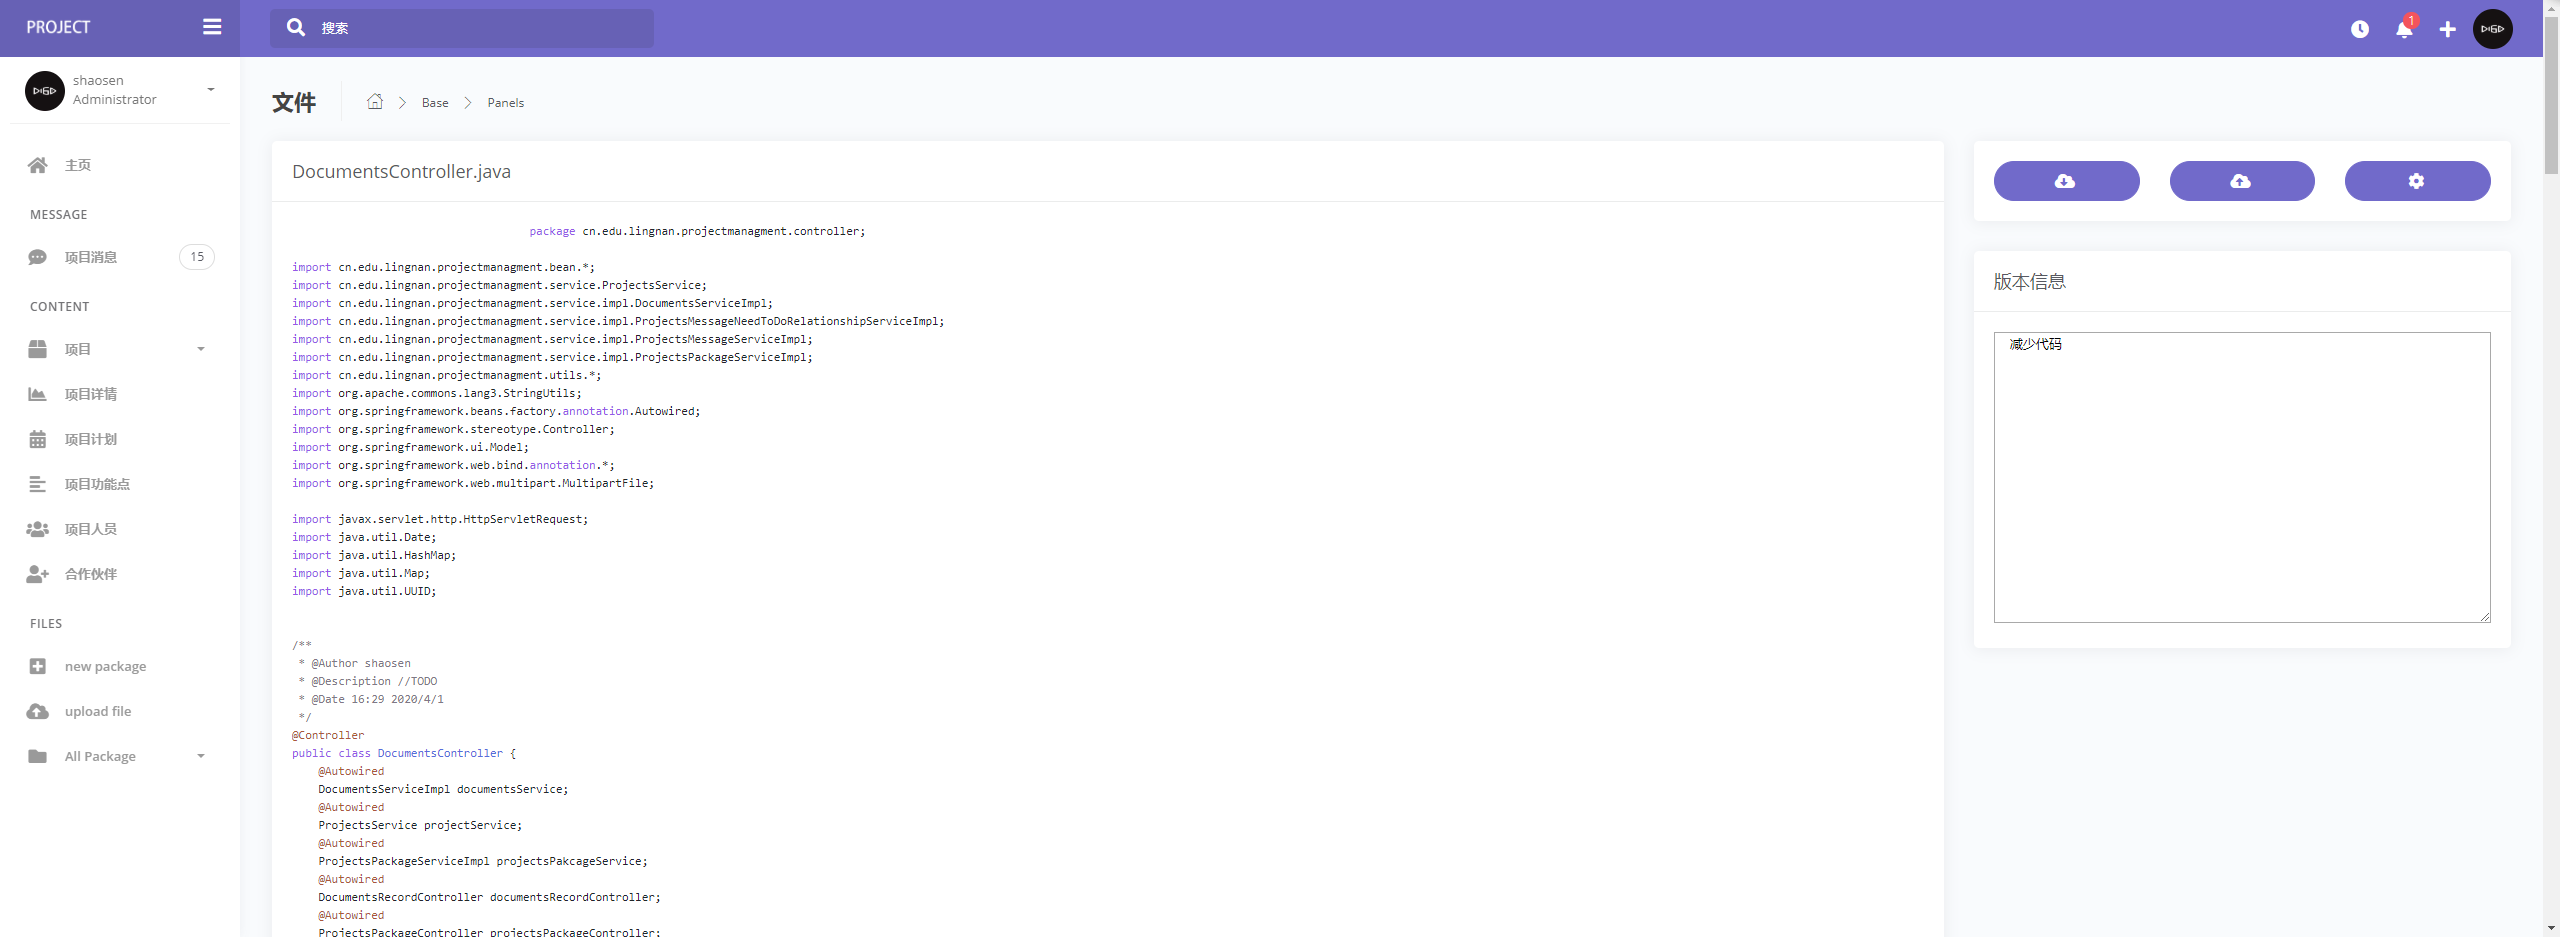 PROJECT
搜索
1
shaosen
Administrator
主页
MESSAGE
项目消息 15
CONTENT
项目
项目详情
项目计划
项目功能点
项目人员
合作伙伴
FILES
new package
upload file
All Package
文件 Base Panels
DocumentsController.java
package cn.edu.lingnan.projectmanagment.controller;
import cn.edu.lingnan.projectmanagment.bean.*;
import cn.edu.lingnan.projectmanagment.service.ProjectsService;
import cn.edu.lingnan.projectmanagment.service.impl.DocumentsServiceImpl;
import cn.edu.lingnan.projectmanagment.service.impl.ProjectsMessageNeedToDoRelationshipServiceImpl;
import cn.edu.lingnan.projectmanagment.service.impl.ProjectsMessageServiceImpl;
import cn.edu.lingnan.projectmanagment.service.impl.ProjectsPackageServiceImpl;
import cn.edu.lingnan.projectmanagment.utils.*;
import org.apache.commons.lang3.StringUtils;
import org.springframework.beans.factory.annotation.Autowired;
import org.springframework.stereotype.Controller;
import org.springframework.ui.Model;
import org.springframework.web.bind.annotation.*;
import org.springframework.web.multipart.MultipartFile;
import javax.servlet.http.HttpServletRequest;
import java.util.Date;
import java.util.HashMap;
import java.util.Map;
import java.util.UUID;
/**
 * @Author shaosen
 * @Description //TODO
 * @Date 16:29 2020/4/1
 */
@Controller
public class DocumentsController {
    @Autowired
    DocumentsServiceImpl documentsService;
    @Autowired
    ProjectsService projectService;
    @Autowired
    ProjectsPackageServiceImpl projectsPakcageService;
    @Autowired
    DocumentsRecordController documentsRecordController;
    @Autowired
    ProjectsPackageController projectsPackageController;
版本信息
减少代码